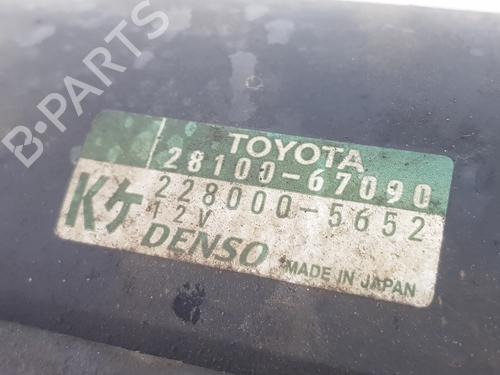 B-PARTS
TOYOTA
28100-67090
Kケ 228000-5652
12V
DENSO MADE IN JAPAN